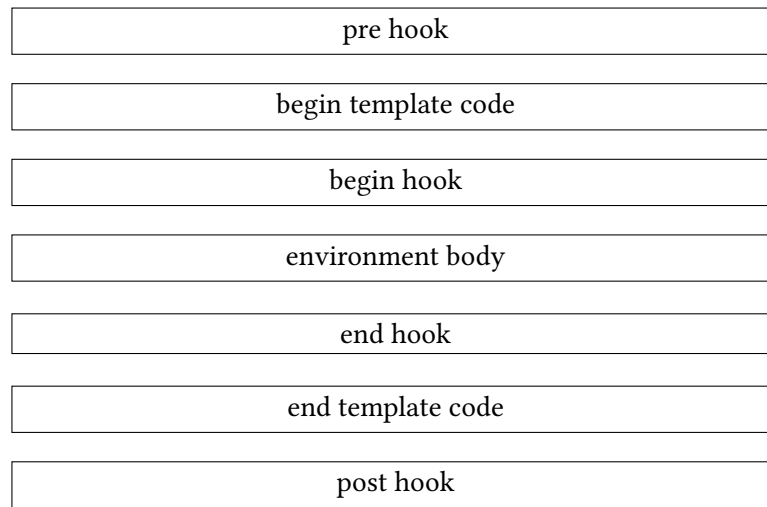 pre hook
begin template code
begin hook
environment body
end hook
end template code
post hook